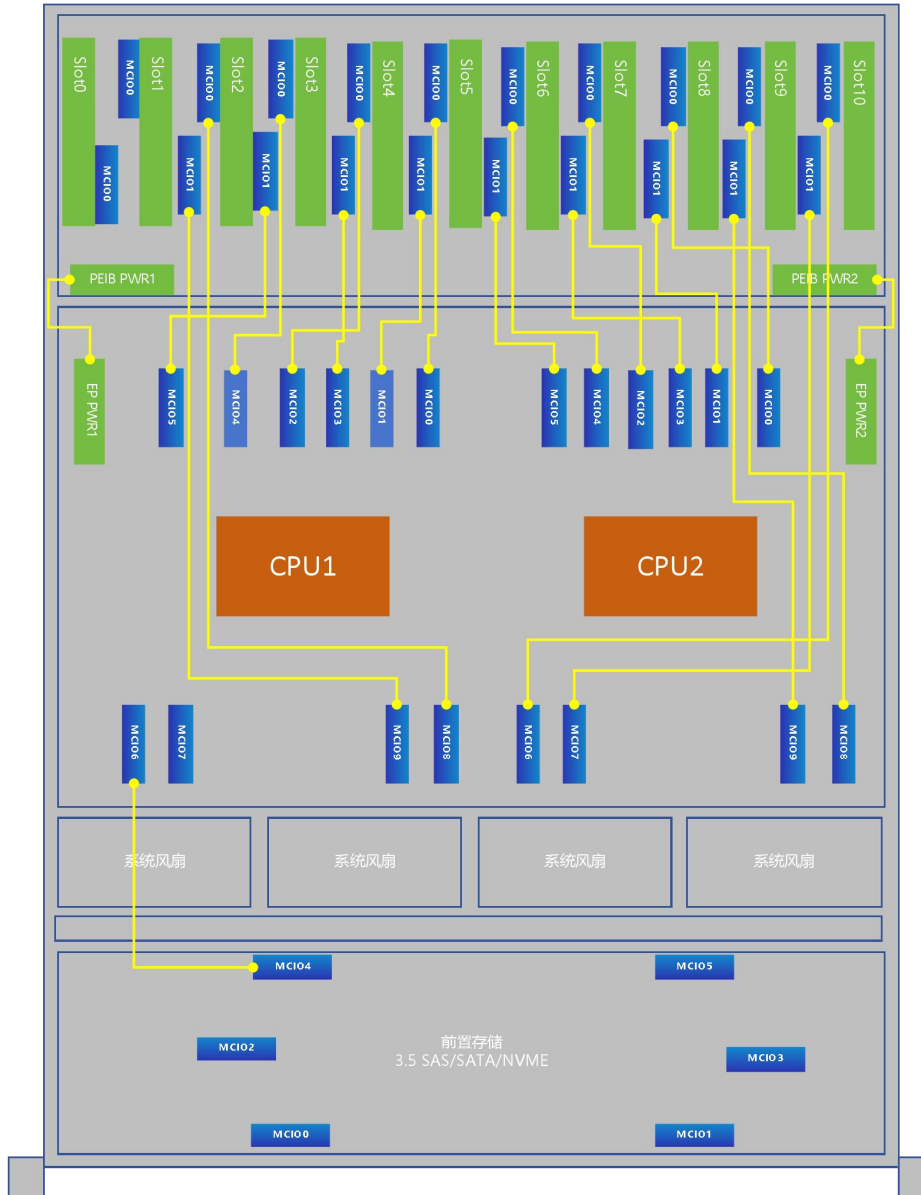 Slot0
MCIO0
Slot1
MCIO0
Slot2
MCIO0
Slot3
MCIO0
Slot4
MCIO0
Slot5
MCIO0
Slot6
MCIO0
Slot7
MCIO0
Slot8
MCIO0
Slot9
MCIO0
Slot10
MCIO0
MCIO1
MCIO1
MCIO1
MCIO1
MCIO1
MCIO1
MCIO1
MCIO1
MCIO1
PEIB PWR1
PEIB PWR2
EP PWR1
MCIO5
MCIO4
MCIO2
MCIO3
MCIO1
MCIO0
MCIO5
MCIO4
MCIO2
MCIO3
MCIO1
MCIO0
EP PWR2
CPU1
CPU2
MCIO6
MCIO7
MCIO9
MCIO8
MCIO6
MCIO7
MCIO9
MCIO8
系统风扇
系统风扇
系统风扇
系统风扇
MCIO4
MCIO5
MCIO2
前置存储
3.5 SAS/SATA/NVME
MCIO3
MCIO0
MCIO1